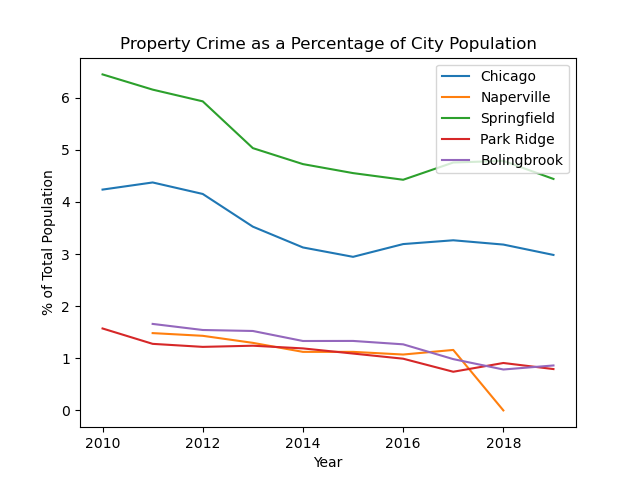 Property Crime as a Percentage of City Population
Chicago
Naperville
Springfield
Park Ridge
Bolingbrook
% of Total Population
6
5
4
3
2
1
0
2010 2012 2014 2016 2018
Year